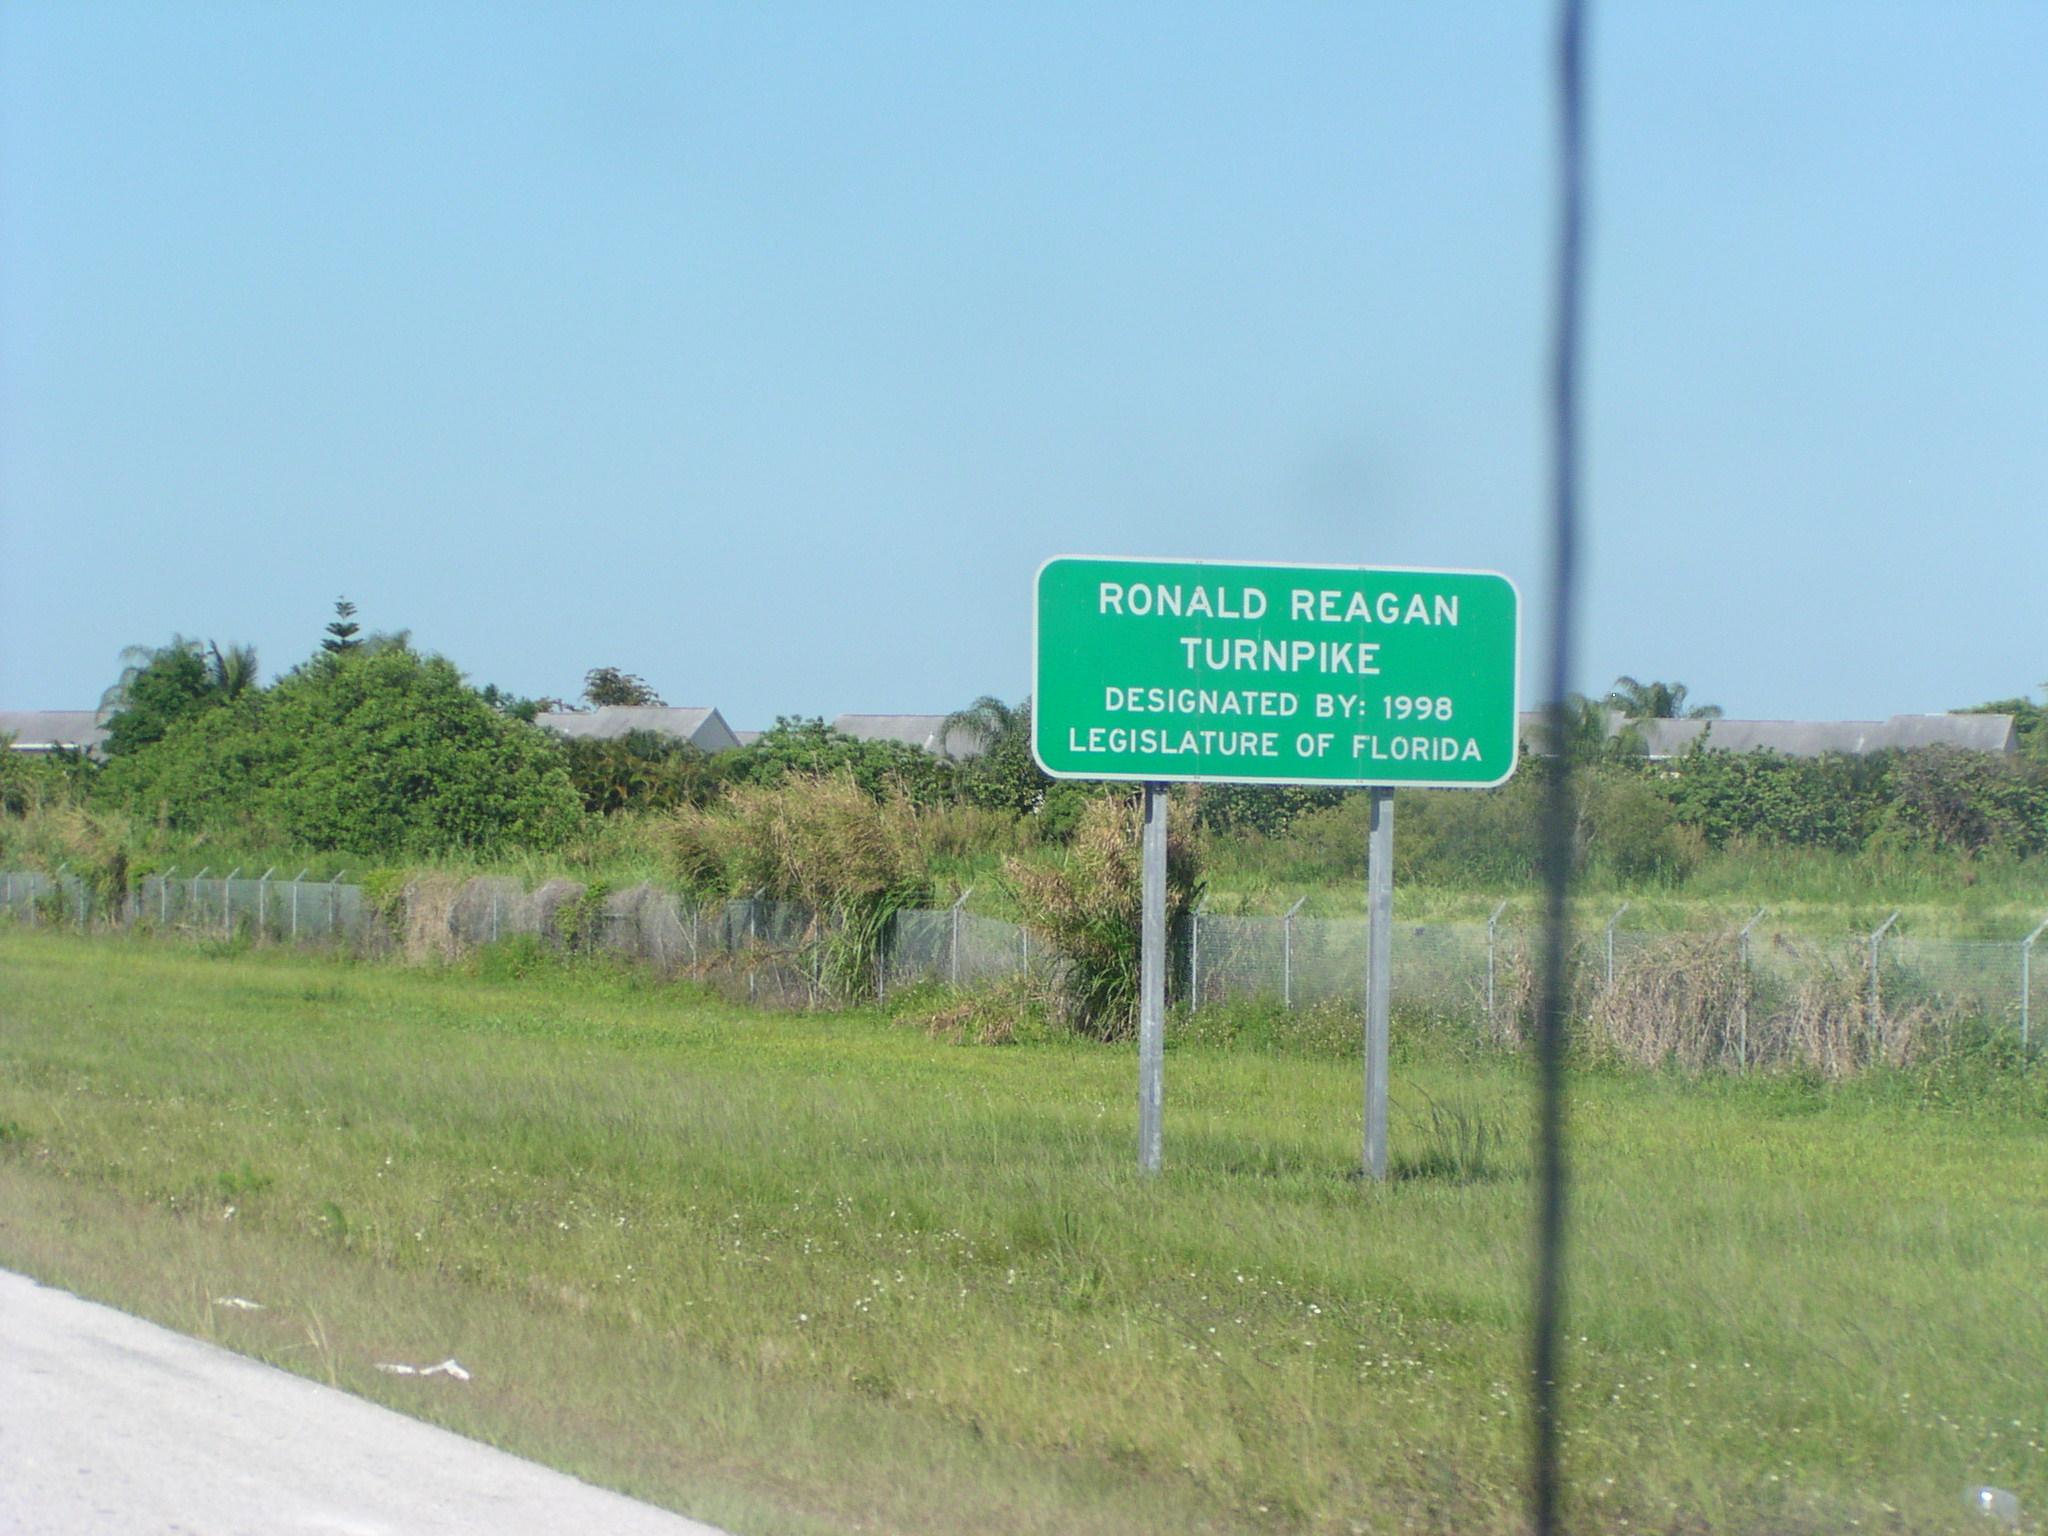 RONALD REAGAN
TURNPIKE
DESIGNATED BY: 1998
LEGISLATURE OF FLORIDA